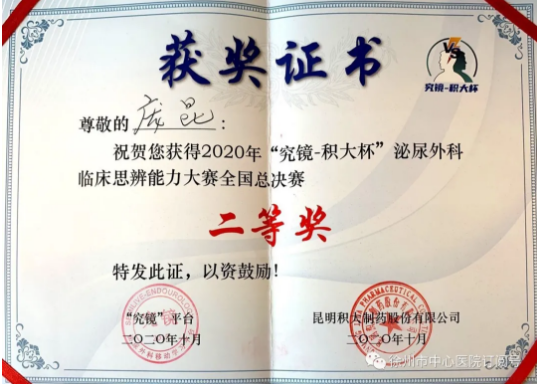 获奖证书
VS
究镜-积大杯
尊敬的庞昆：
祝贺您获得2020年“究镜-积大杯”泌尿外科
临床思辨能力大赛全国总决赛
二等奖
特发此证，以资鼓励！
“究镜”平台
二〇二〇年十月
昆明积大制药股份有限公司
二〇二〇年十月
徐州市中心医院订阅号